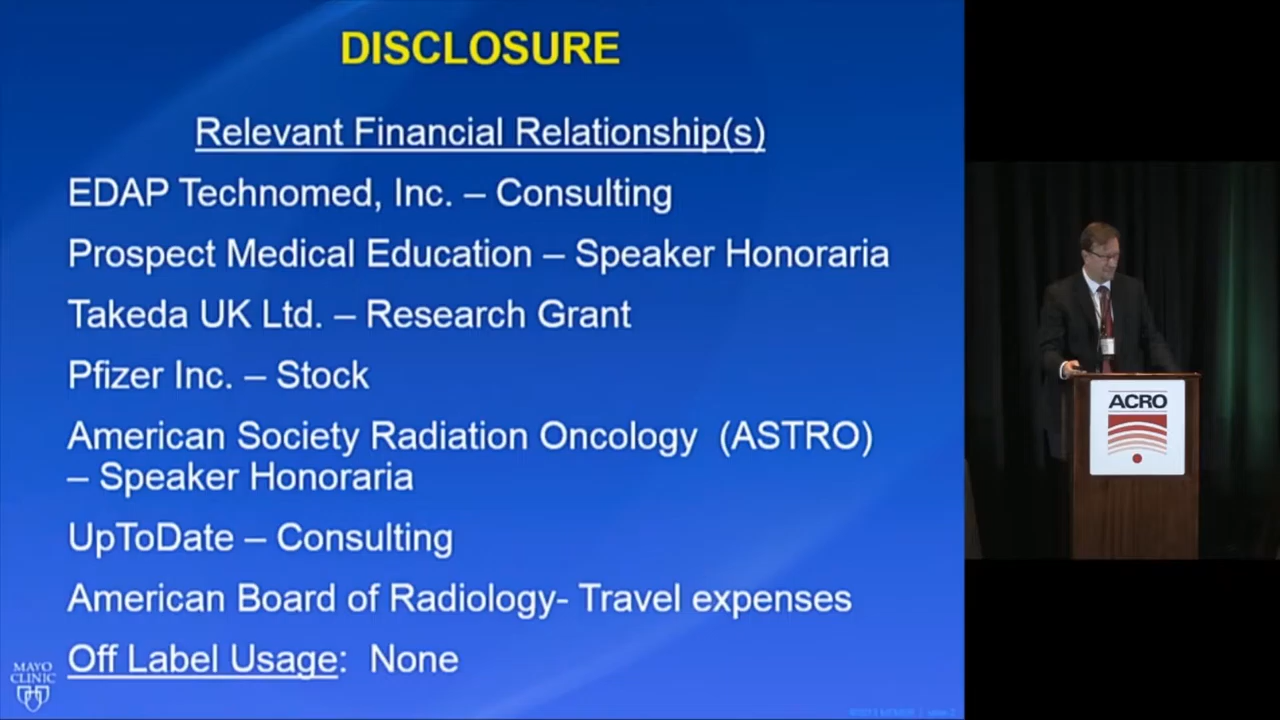 DISCLOSURE
Relevant Financial Relationship(s)
EDAP Technomed, Inc. – Consulting
Prospect Medical Education – Speaker Honoraria
Takeda UK Ltd. – Research Grant
Pfizer Inc. – Stock
American Society Radiation Oncology (ASTRO)
– Speaker Honoraria
UpToDate – Consulting
American Board of Radiology- Travel expenses
Off Label Usage: None
MAYO
CLINIC
ACRO